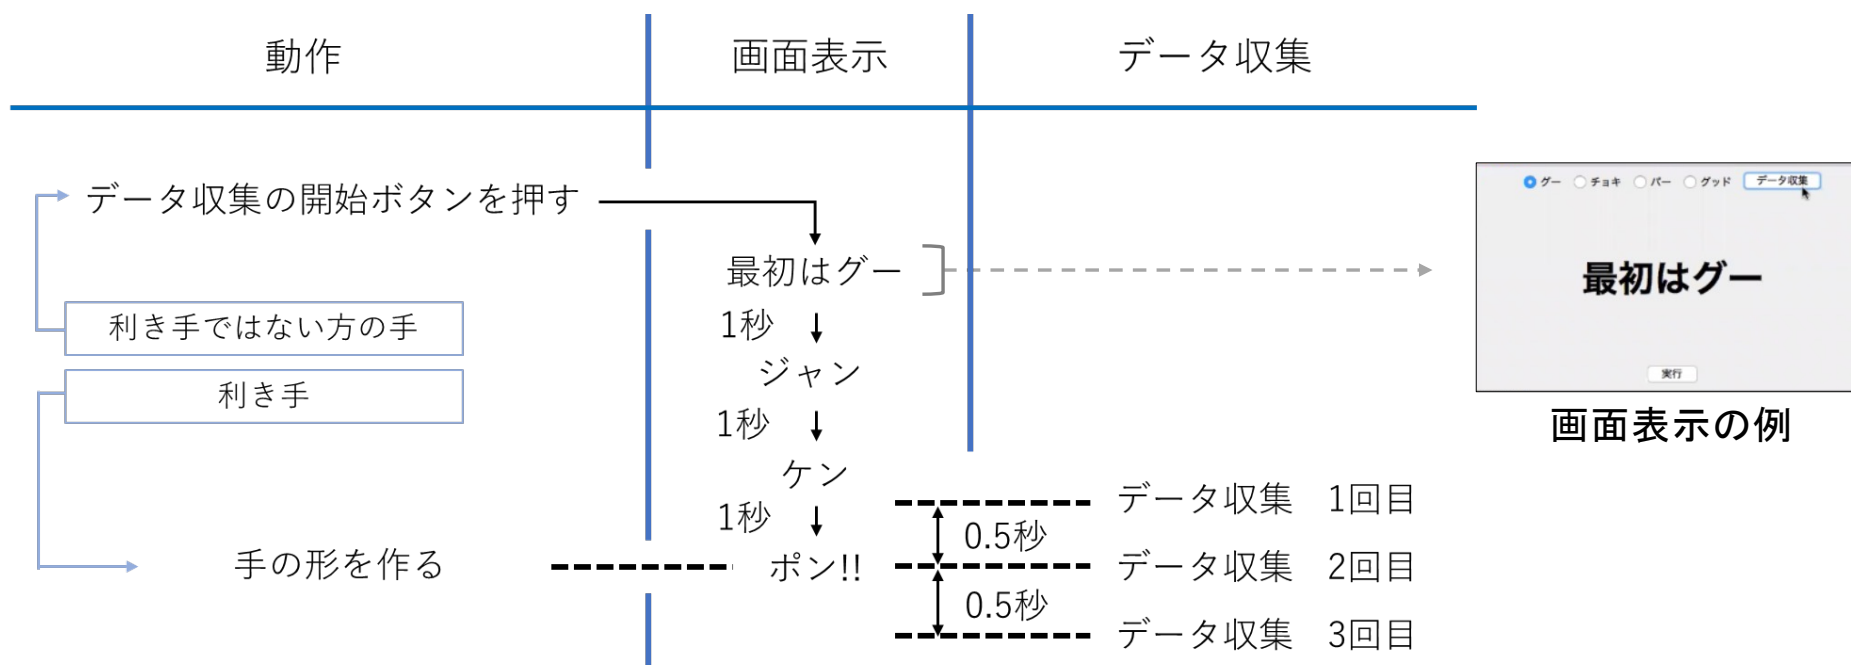 動作
画面表示
データ収集
データ収集の開始ボタンを押す
グー チョキ パー グッド データ収集
最初はグー
最初はグー
利き手ではない方の手
1秒
ジャン
利き手
実行
画面表示の例
1秒
ケン
データ収集 1回目
1秒
0.5秒
手の形を作る
ポン!!
データ収集 2回目
0.5秒
データ収集 3回目